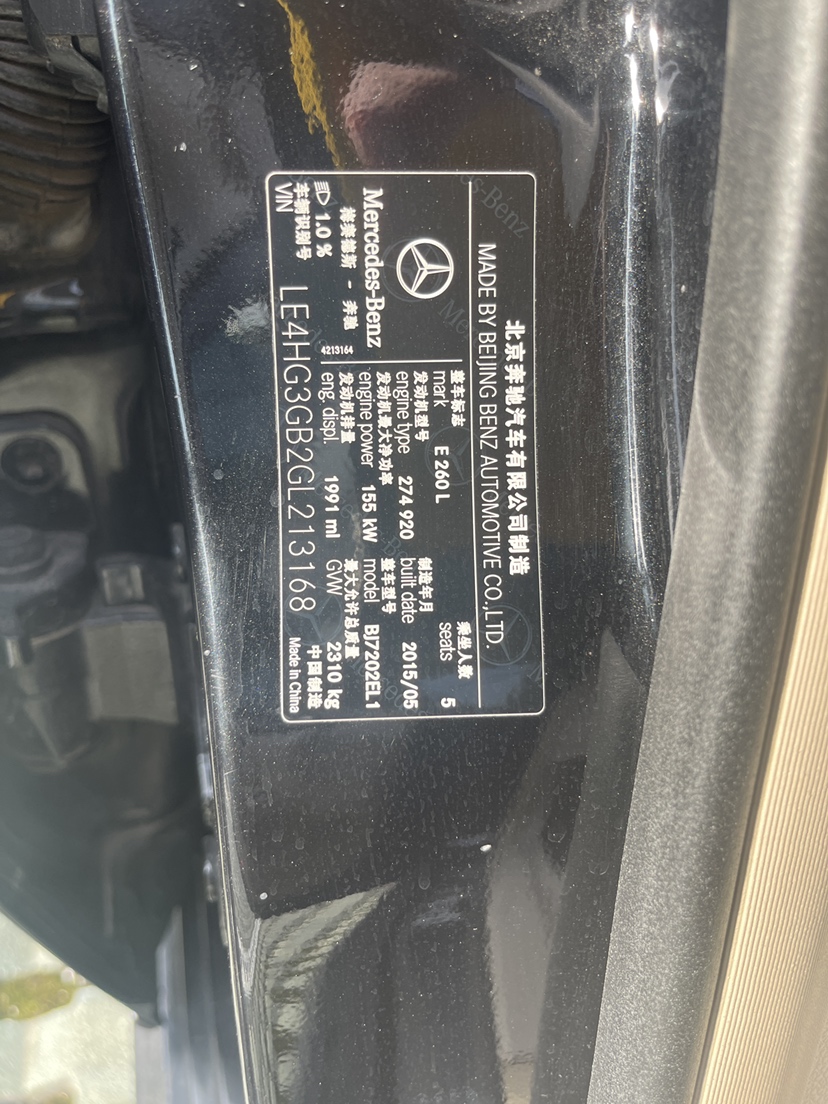 北京奔驰汽车有限公司制造
MADE BY BEIJING BENZ AUTOMOTIVE CO.,LTD.
Mercedes-Benz
梅赛德斯 - 奔驰
1.0 %
4213164
整车标志 乘坐人数
mark E 260 L seats 5
发动机型号 制造年月
engine type 274 920 built date 2015/05
发动机最大净功率 整车型号
engine power 155 kW model BJ7202EL1
发动机排量 最大允许总质量
eng. displ. 1991 ml GVW 2310 kg
车辆识别号 中国制造
VIN LE4HG3GB2GL213168 Made in China